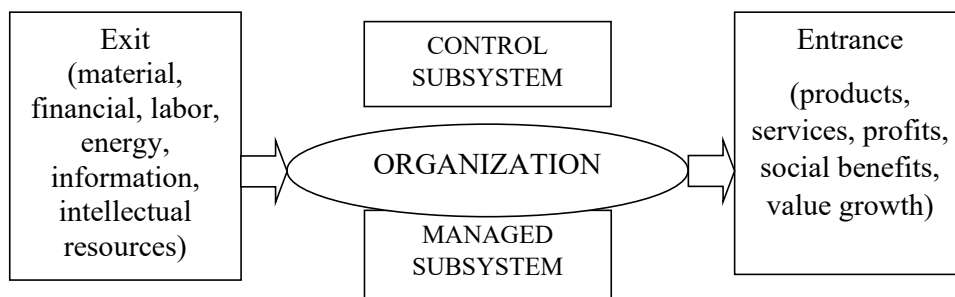 Exit
(material,
financial, labor,
energy,
information,
intellectual
resources)
CONTROL
SUBSYSTEM
ORGANIZATION
MANAGED
SUBSYSTEM
Entrance
(products,
services, profits,
social benefits,
value growth)